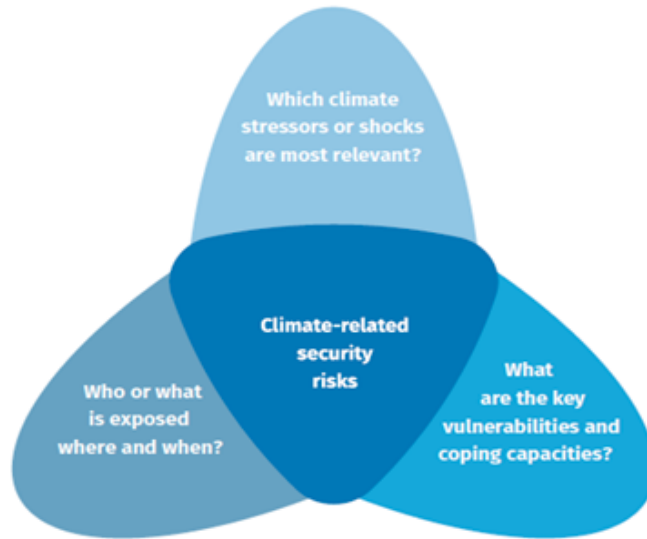 Which climate
stressors or shocks
are most relevant?
Climate-related
security
risks
Who or what
is exposed
where and when?
What
are the key
vulnerabilities and
coping capacities?